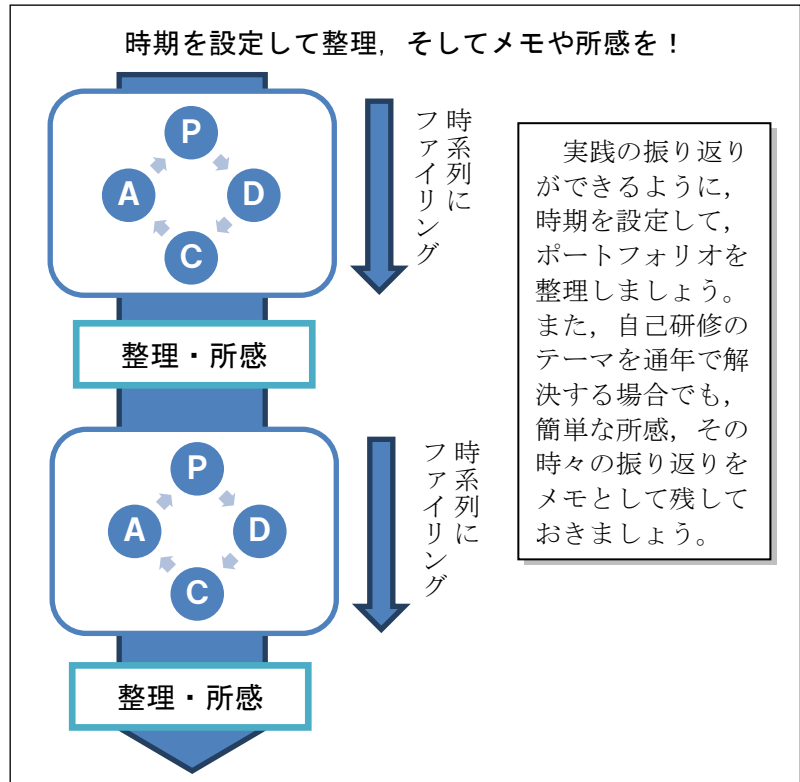 時期を設定して整理，そしてメモや所感を！
P
A
D
C
時系列に
ファイリング
整理・所感
P
A
D
C
時系列に
ファイリング
整理・所感
実践の振り返り
ができるように，
時期を設定して，
ポートフォリオを
整理しましょう。
また，自己研修の
テーマを通年で解
決する場合でも，
簡単な所感，その
時々の振り返りを
メモとして残して
おきましょう。